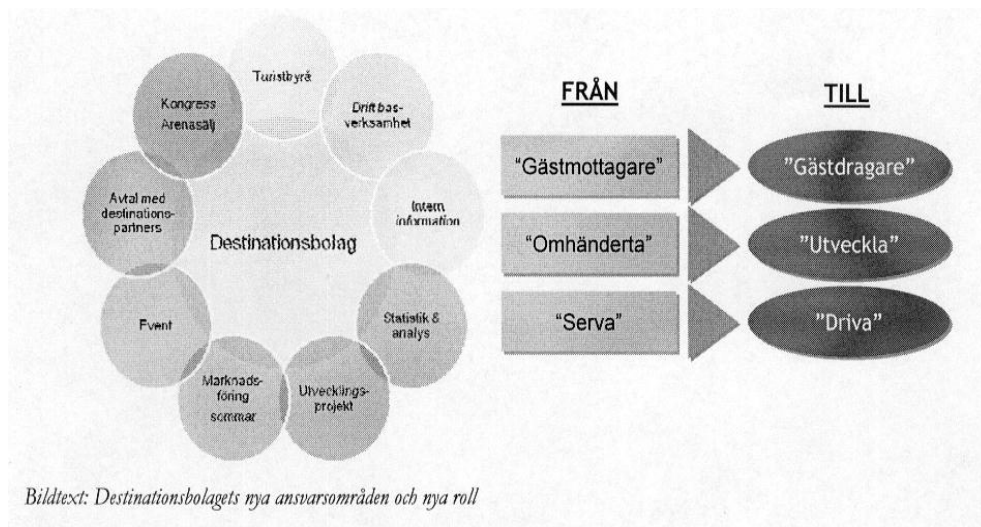 Turistbyrå
Drift bas-
verksamhet
Intern
information
Statistik &
analys
Utvecklings-
projekt
Marknads-
föring
sommar
Event
Avtal med
destinations-
partners
Kongress
Arenasälj
Destinationsbolag
FRÅN
TILL
“Gästmottagare”
”Gästdragare”
“Omhänderta”
”Utveckla”
“Serva”
”Driva”
Bildtext: Destinationsbolagets nya ansvarsområden och nya roll